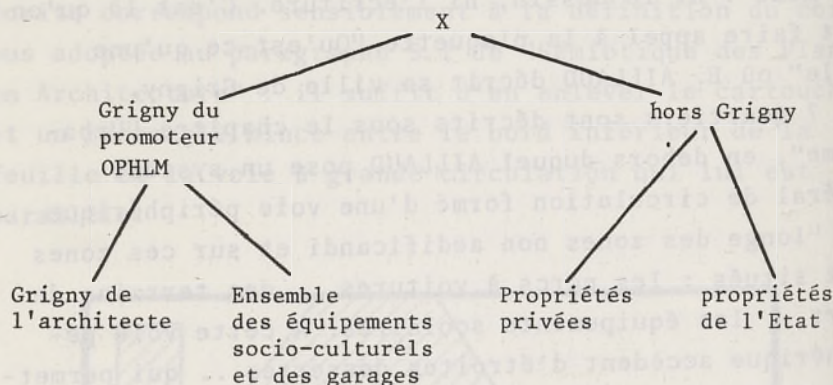 X
Grigny du
promoteur
OPHLM
hors Grigny
Grigny de
l'architecte
Ensemble
des équipements
socio-culturels
et des garages
Propriétés
privées
propriétés
de l'Etat